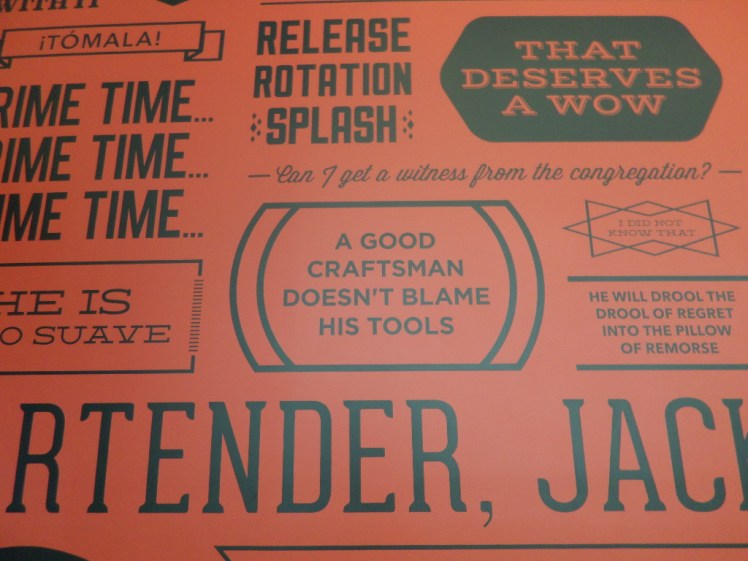 WITH IT
¡TÓMALA!
RIME TIME...
RIME TIME...
IME TIME...
HE IS
O SUAVE
RELEASE
ROTATION
SPLASH
THAT
DESERVES
A WOW
— Can I get a witness from the congregation? —
A GOOD
CRAFTSMAN
DOESN'T BLAME
HIS TOOLS
I DID NOT
KNOW THAT
HE WILL DROOL THE
DROOL OF REGRET
INTO THE PILLOW
OF REMORSE
RTENDER, JACK